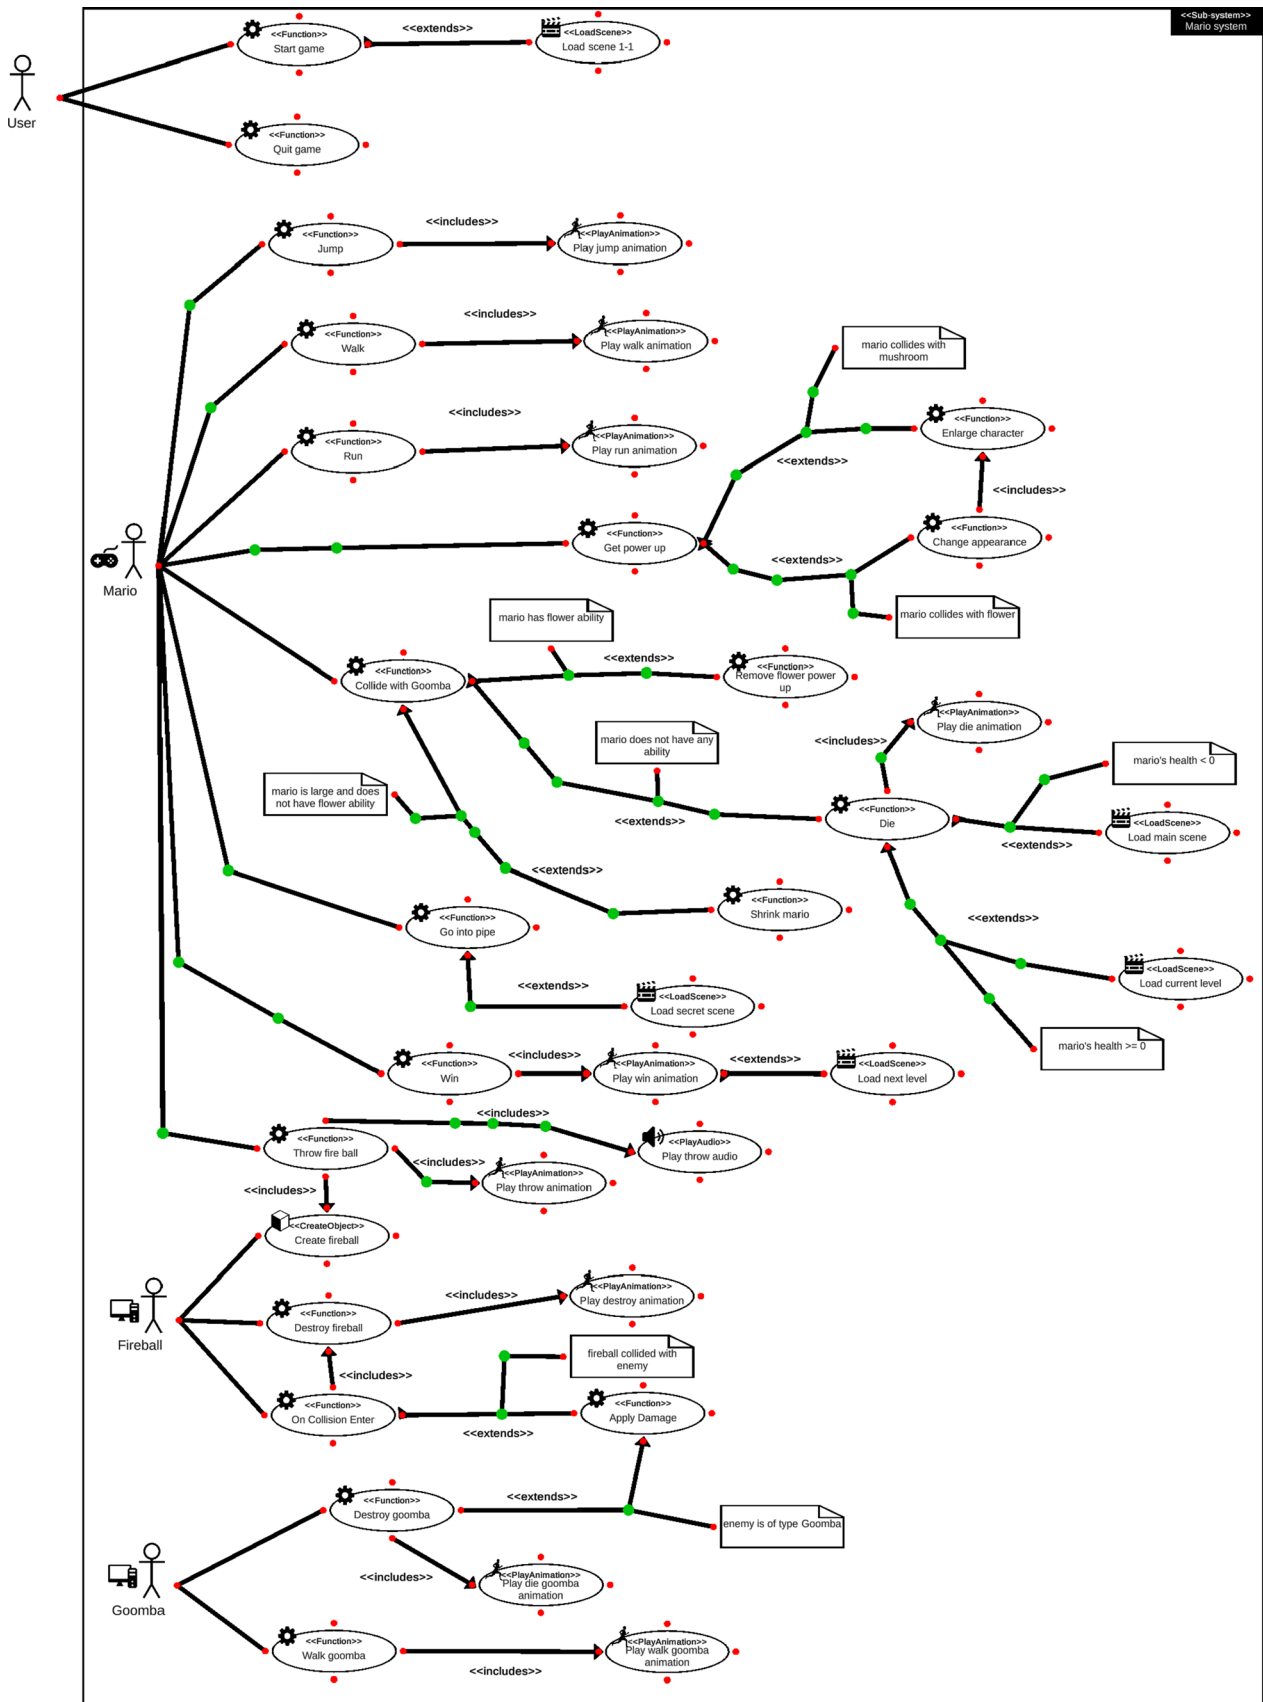 <<Sub-system>>
Mario system
<<Function>>
Start game
<<extends>>
<<LoadScene>>
Load scene 1-1
User
<<Function>>
Quit game
<<Function>>
Jump
<<includes>>
<<PlayAnimation>>
Play jump animation
<<Function>>
Walk
<<includes>>
<<PlayAnimation>>
Play walk animation
mario collides with
mushroom
<<Function>>
Run
<<includes>>
<<PlayAnimation>>
Play run animation
<<extends>>
<<Function>>
Enlarge character
<<includes>>
Mario
<<Function>>
Get power up
<<extends>>
<<Function>>
Change appearance
mario collides with flower
mario has flower ability
<<Function>>
Collide with Goomba
<<extends>>
<<Function>>
Remove flower power
up
mario does not have any
ability
<<extends>>
<<includes>>
<<PlayAnimation>>
Play die animation
mario's health < 0
mario is large and does
not have flower ability
<<Function>>
Die
<<extends>>
<<LoadScene>>
Load main scene
<<extends>>
<<Function>>
Shrink mario
<<extends>>
<<Function>>
Go into pipe
<<LoadScene>>
Load current level
<<extends>>
<<LoadScene>>
Load secret scene
mario's health >= 0
<<Function>>
Win
<<includes>>
<<PlayAnimation>>
Play win animation
<<extends>>
<<LoadScene>>
Load next level
<<includes>>
<<Function>>
Throw fire ball
<<PlayAudio>>
Play throw audio
<<includes>>
<<PlayAnimation>>
Play throw animation
<<includes>>
<<CreateObject>>
Create fireball
Fireball
<<Function>>
Destroy fireball
<<includes>>
<<PlayAnimation>>
Play destroy animation
<<includes>>
fireball collided with
enemy
<<Function>>
On Collision Enter
<<extends>>
<<Function>>
Apply Damage
<<Function>>
Destroy goomba
<<extends>>
enemy is of type Goomba
Goomba
<<includes>>
<<PlayAnimation>>
Play die goomba
animation
<<Function>>
Walk goomba
<<includes>>
<<PlayAnimation>>
Play walk goomba
animation